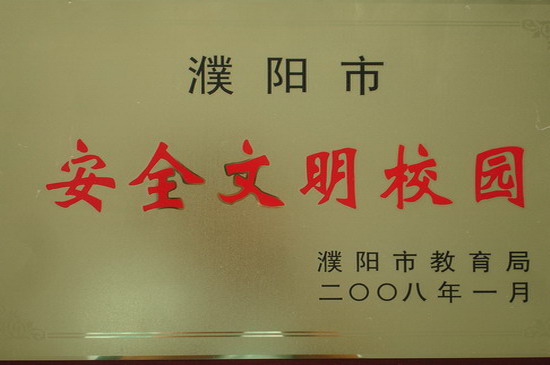 濮阳市
安全文明校园
濮阳市教育局
二〇〇八年一月